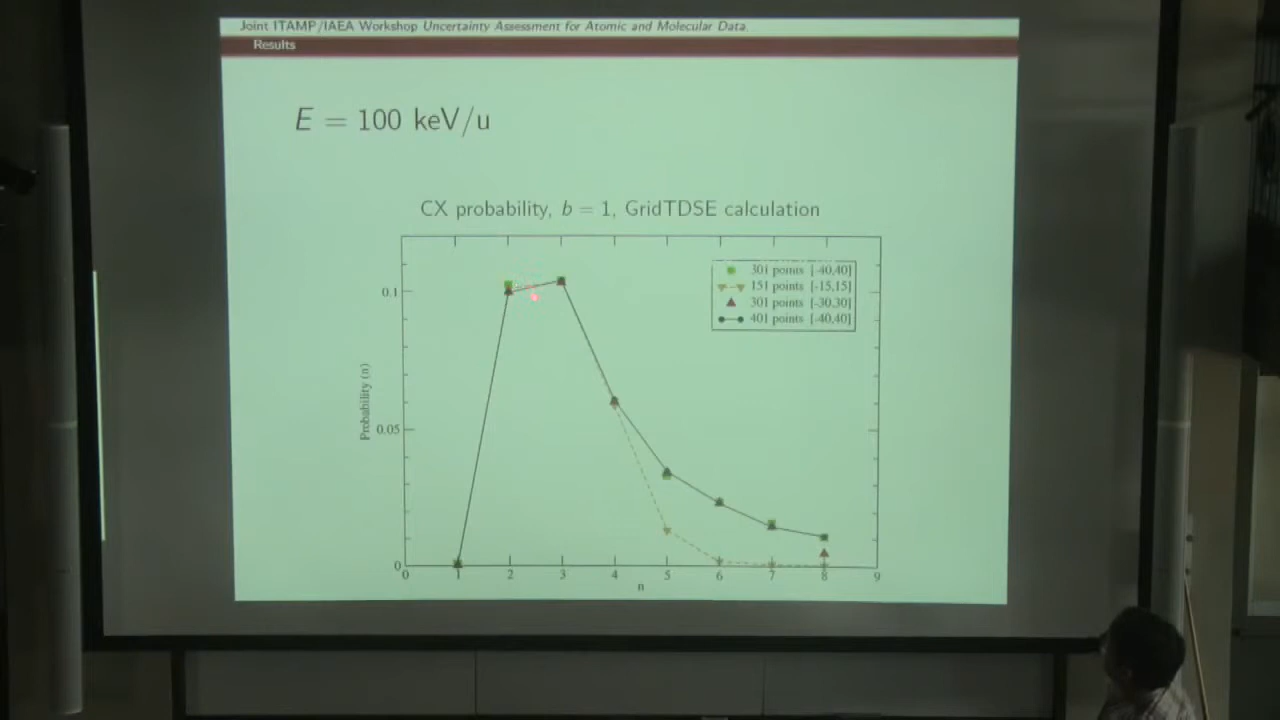 Joint ITAMP/IAEA Workshop Uncertainty Assessment for Atomic and Molecular Data.
Results
E = 100 keV/u
CX probability, b = 1, GridTDSE calculation
301 points [-40,40]
151 points [-15,15]
301 points [-30,30]
401 points [-40,40]
0.1
0.05
0
Probability (n)
0 2 3 4 5 6 7 8 9
n